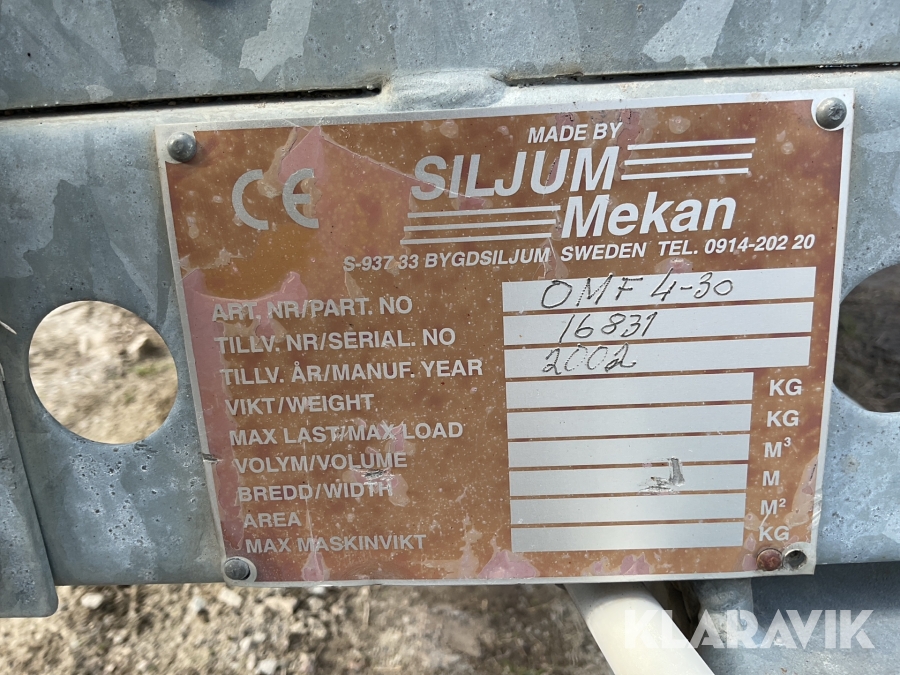 MADE BY
CE
SILJUM
Mekan
S-937 33 BYGDSILJUM SWEDEN TEL. 0914-202 20
ART. NR/PART. NO OMF 4-30
TILLV. NR/SERIAL. NO 16831
TILLV. ÅR/MANUF. YEAR 2002
VIKT/WEIGHT KG
MAX LAST/MAX LOAD KG
VOLYM/VOLUME M³
BREDD/WIDTH M
AREA M²
MAX MASKINVIKT KG
KLARAVIK